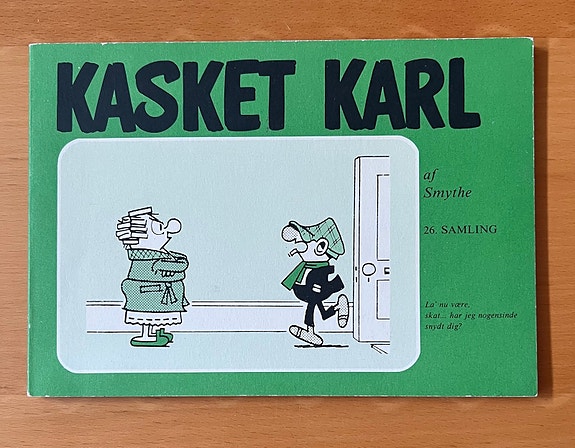 KASKET KARL
af
Smythe
26. SAMLING
La' nu være,
skat... har jeg nogensinde
snydt dig?